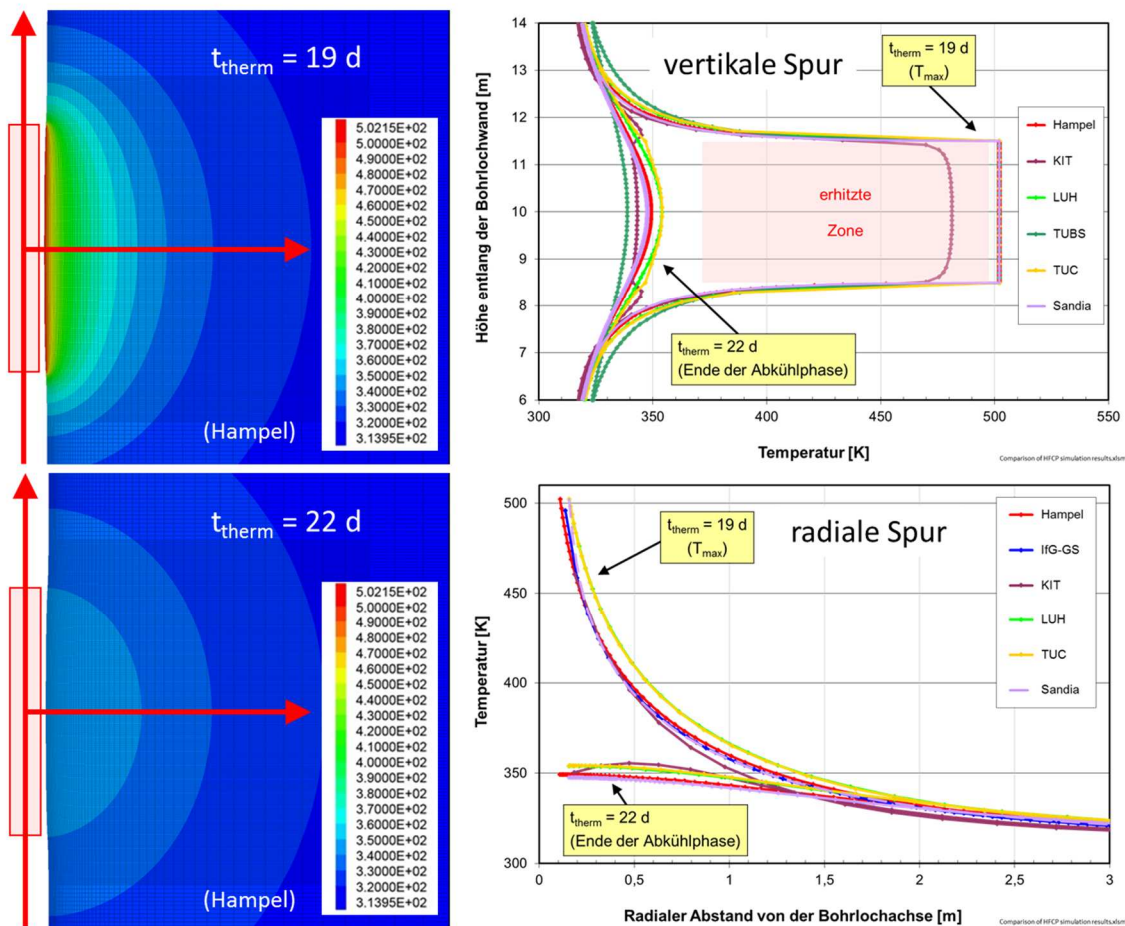 t_therm = 19 d
5.0215E+02
5.0000E+02
4.9000E+02
4.8000E+02
4.7000E+02
4.6000E+02
4.5000E+02
4.4000E+02
4.3000E+02
4.2000E+02
4.1000E+02
4.0000E+02
3.9000E+02
3.8000E+02
3.7000E+02
3.6000E+02
3.5000E+02
3.4000E+02
3.3000E+02
3.2000E+02
3.1395E+02
(Hampel)
vertikale Spur
t_therm = 19 d
(T_max)
Höhe entlang der Bohrlochwand [m]
14
13
12
11
10
9
8
7
6
erhitzte
Zone
t_therm = 22 d
(Ende der Abkühlphase)
Hampel
KIT
LUH
TUBS
TUC
Sandia
300
350
400
450
500
550
Temperatur [K]
Comparison of HFCP simulation results.xlsm
t_therm = 22 d
5.0215E+02
5.0000E+02
4.9000E+02
4.8000E+02
4.7000E+02
4.6000E+02
4.5000E+02
4.4000E+02
4.3000E+02
4.2000E+02
4.1000E+02
4.0000E+02
3.9000E+02
3.8000E+02
3.7000E+02
3.6000E+02
3.5000E+02
3.4000E+02
3.3000E+02
3.2000E+02
3.1395E+02
(Hampel)
radiale Spur
t_therm = 19 d
(T_max)
Temperatur [K]
500
450
400
350
300
t_therm = 22 d
(Ende der Abkühlphase)
Hampel
IfG-GS
KIT
LUH
TUC
Sandia
0
0,5
1
1,5
2
2,5
3
Radialer Abstand von der Bohrlochachse [m]
Comparison of HFCP simulation results.xlsm